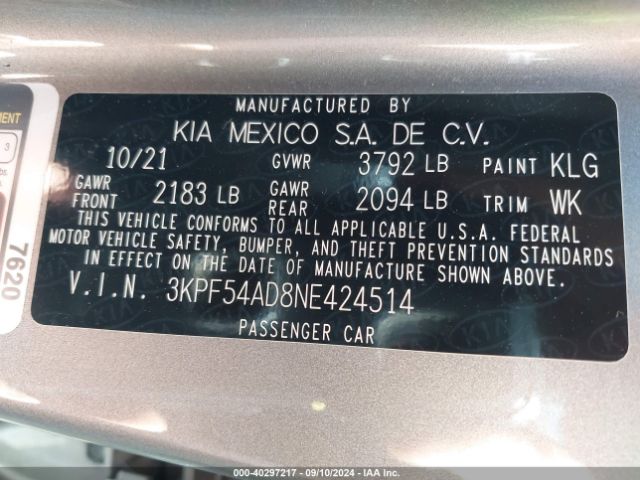 MENT
3
7620
MANUFACTURED BY
KIA MEXICO S.A. DE C.V.
10/21 GVWR 3792 LB PAINT KLG
GAWR FRONT 2183 LB GAWR REAR 2094 LB TRIM WK
THIS VEHICLE CONFORMS TO ALL APPLICABLE U.S.A. FEDERAL
MOTOR VEHICLE SAFETY, BUMPER, AND THEFT PREVENTION STANDARDS
IN EFFECT ON THE DATE OF MANUFACTURE SHOWN ABOVE.
V.I.N. 3KPF54AD8NE424514
PASSENGER CAR
000-40297217 - 09/10/2024 - IAA Inc.